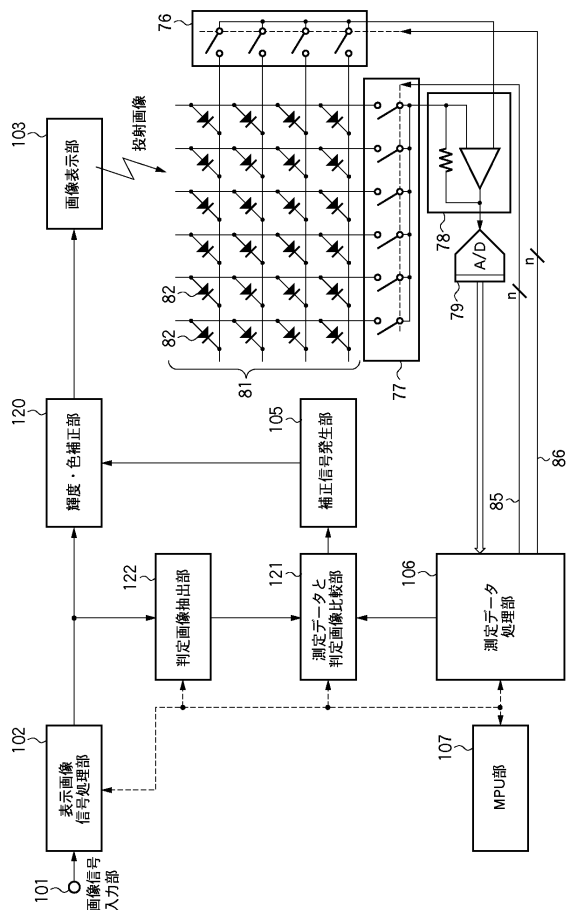 101
画像信号
入力部
102
表示画像
信号処理部
120
輝度・色補正部
103
画像表示部
投射画像
122
判定画像抽出部
121
測定データと
判定画像比較部
105
補正信号発生部
106
測定データ
処理部
107
MPU部
81
82
82
76
77
78
79
A/D
n
n
85
86